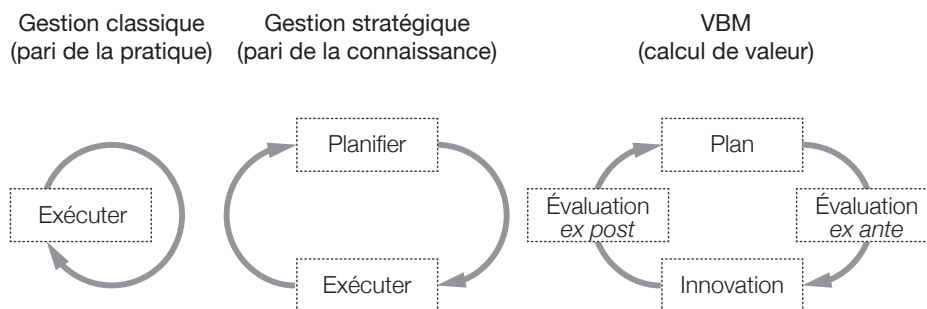 Gestion classique
(pari de la pratique)
Gestion stratégique
(pari de la connaissance)
VBM
(calcul de valeur)
Exécuter
Planifier
Exécuter
Plan
Évaluation
ex post
Évaluation
ex ante
Innovation